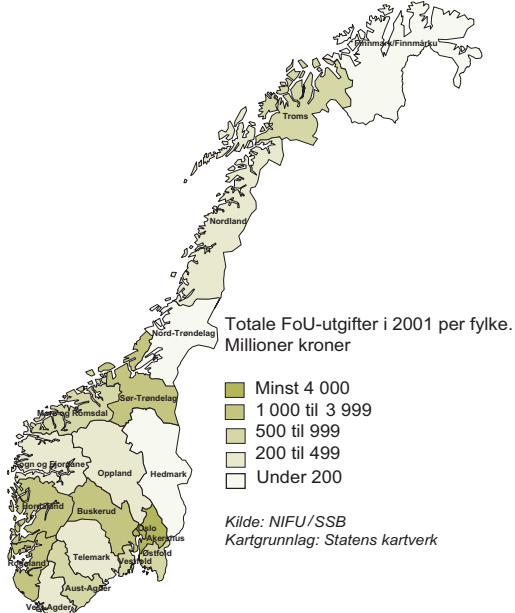 Finnmark/Finnmárku
Troms
Nordland
Nord-Trøndelag
Totale FoU-utgifter i 2001 per fylke.
Millioner kroner
Minst 4 000
1 000 til 3 999
500 til 999
200 til 499
Under 200
Kilde: NIFU/SSB
Kartgrunnlag: Statens kartverk
Sør-Trøndelag
Møre og Romsdal
Sogn og Fjordane
Oppland
Hedmark
Hordaland
Buskerud
Oslo
Akershus
Østfold
Vestfold
Telemark
Rogaland
Aust-Agder
Vest-Agder